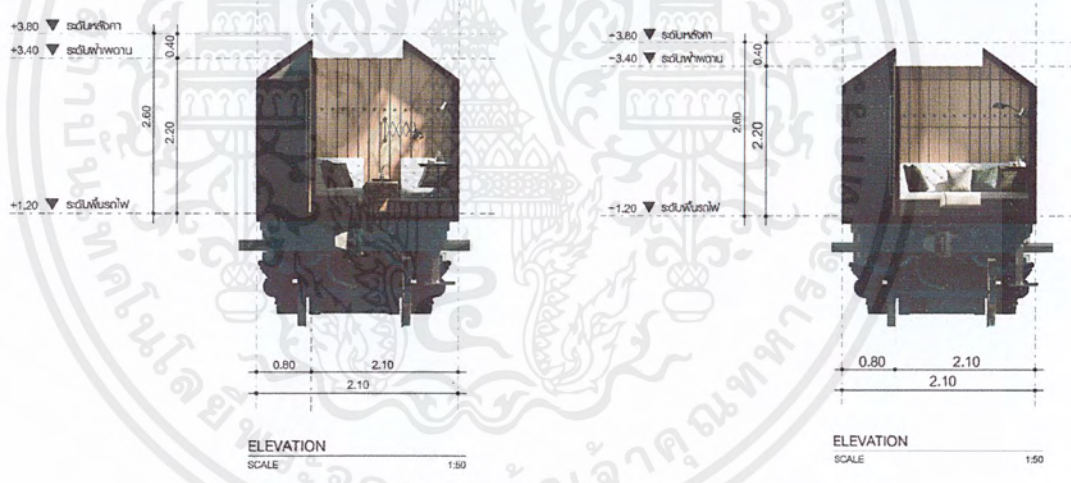 +3.80 ▼ ระดับหลังคา
+3.40 ▼ ระดับฝ้าเพดาน
0.40
2.60
2.20
+1.20 ▼ ระดับพื้นรถไฟ
0.80 2.10
2.10
ELEVATION
SCALE 1:50
+3.80 ▼ ระดับหลังคา
+3.40 ▼ ระดับฝ้าเพดาน
0.40
2.60
2.20
+1.20 ▼ ระดับพื้นรถไฟ
0.80 2.10
2.10
ELEVATION
SCALE 1:50